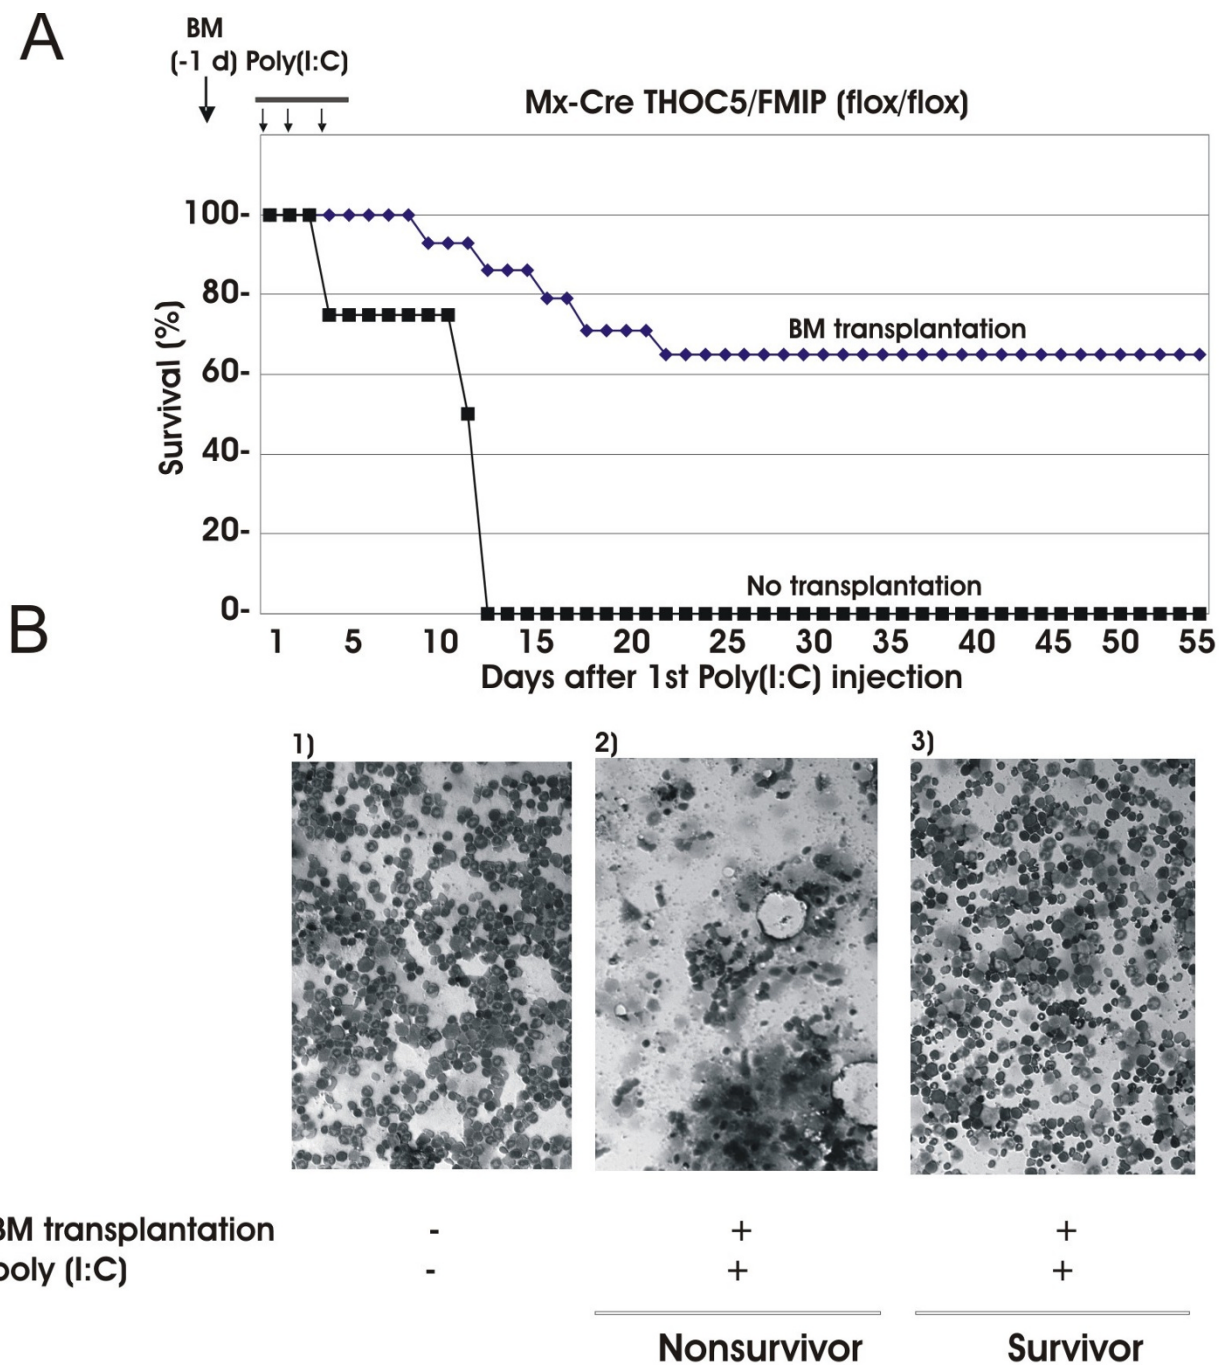 A
BM
(-1 d) Poly(I:C)
Mx-Cre THOC5/FMIP (flox/flox)
100-
80-
60-
40-
20-
0-
Survival (%)
BM transplantation
No transplantation
1 5 10 15 20 25 30 35 40 45 50 55
Days after 1st Poly(I:C) injection
B
1) 2) 3)
BM transplantation - + +
poly (I:C) - + +
Nonsurvivor Survivor